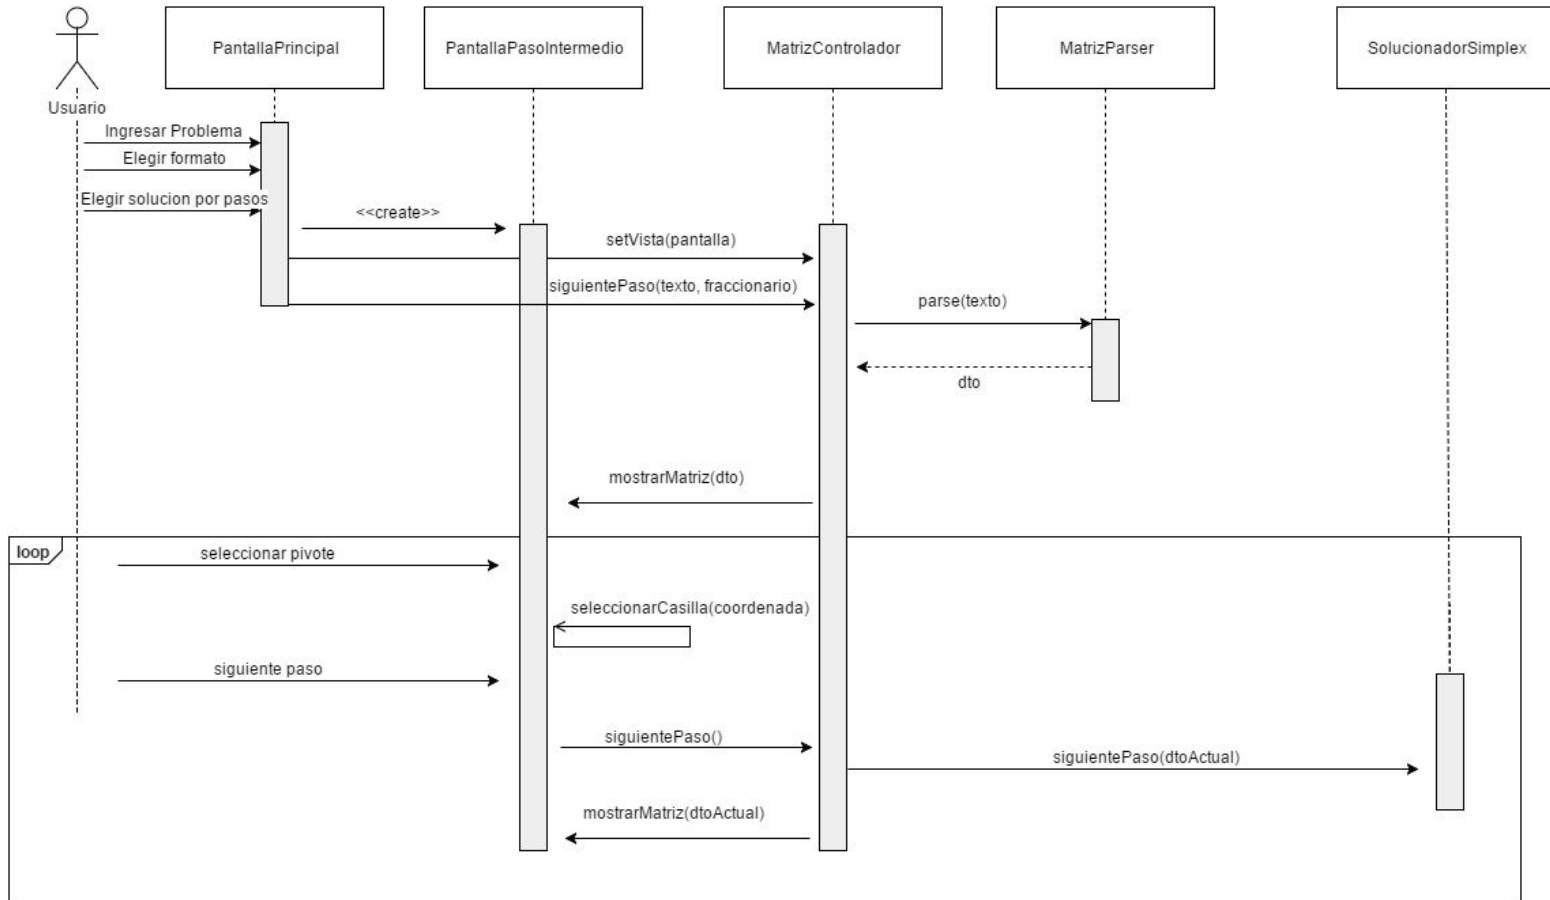 PantallaPrincipal
PantallaPasoIntermedio
MatrizControlador
MatrizParser
SolucionadorSimplex
Usuario
Ingresar Problema
Elegir formato
Elegir solucion por pasos
<<create>>
setVista(pantalla)
siguientePaso(texto, fraccionario)
parse(texto)
dto
mostrarMatriz(dto)
loop
seleccionar pivote
seleccionarCasilla(coordenada)
siguiente paso
siguientePaso()
siguientePaso(dtoActual)
mostrarMatriz(dtoActual)